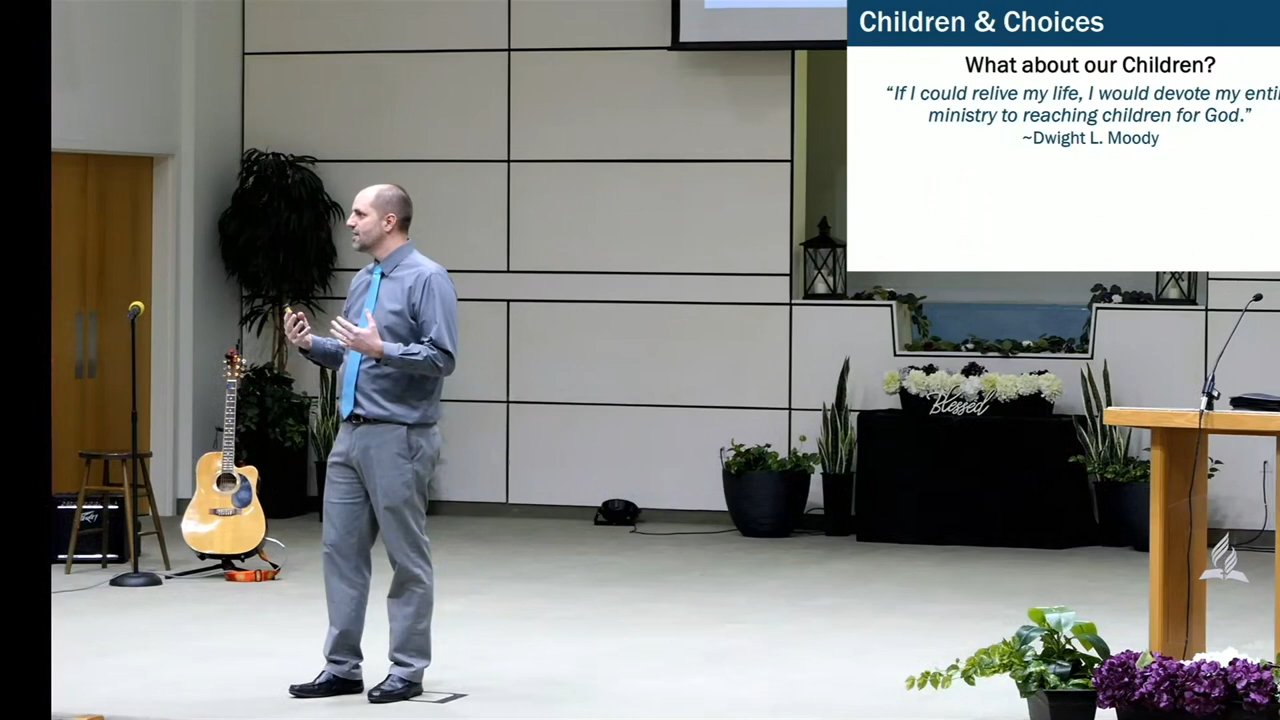 Children & Choices
What about our Children?
“If I could relive my life, I would devote my enti
ministry to reaching children for God.”
~Dwight L. Moody
Blessed
PEAVEY